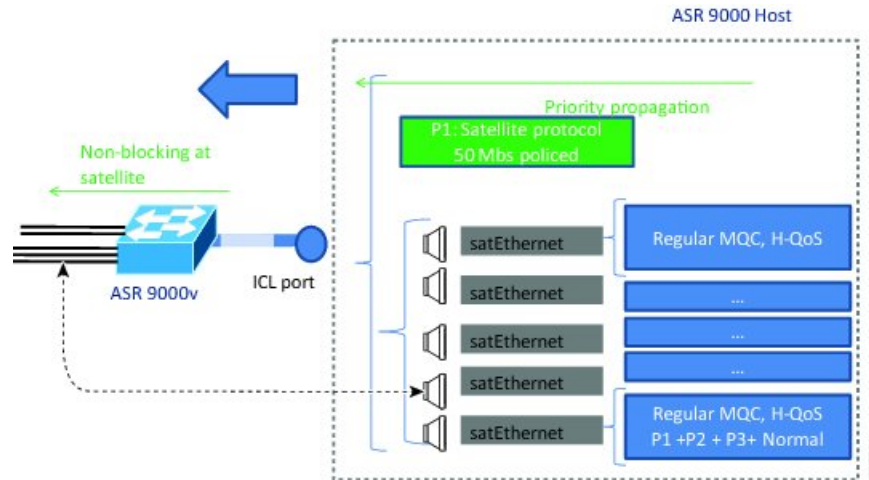 ASR 9000 Host
Priority propagation
P1: Satellite protocol
50 Mbs policed
Non-blocking at
satellite
satEthernet
Regular MQC, H-QoS
ICL port
ASR 9000v
satEthernet
...
satEthernet
...
satEthernet
...
satEthernet
Regular MQC, H-QoS
P1 +P2 + P3+ Normal